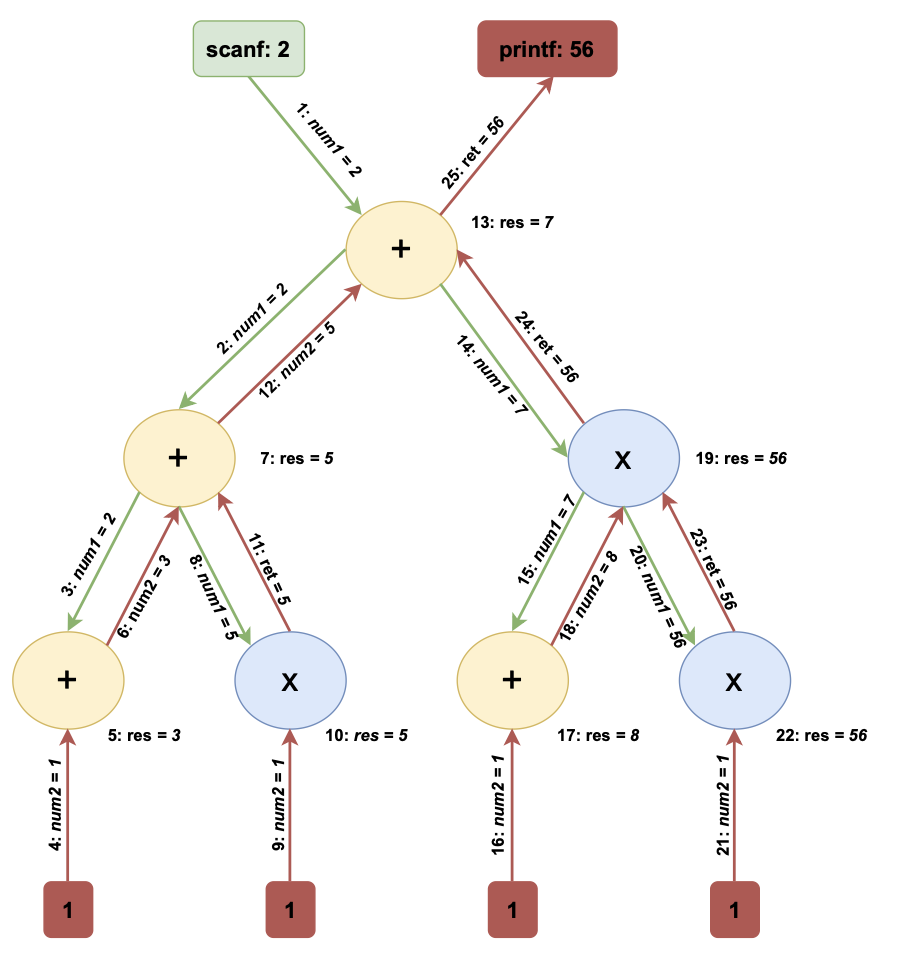 scanf: 2
printf: 56
1: num1 = 2
25: ret = 56
13: res = 7
+
2: num1 = 2
12: num2 = 5
14: num1 = 7
24: ret = 56
+
7: res = 5
X
19: res = 56
3: num1 = 2
6: num2 = 3
8: num1 = 5
11: ret = 5
15: num1 = 7
18: num2 = 8
20: num1 = 56
23: ret = 56
+
X
+
X
5: res = 3
10: res = 5
17: res = 8
22: res = 56
4: num2 = 1
9: num2 = 1
16: num2 = 1
21: num2 = 1
1
1
1
1